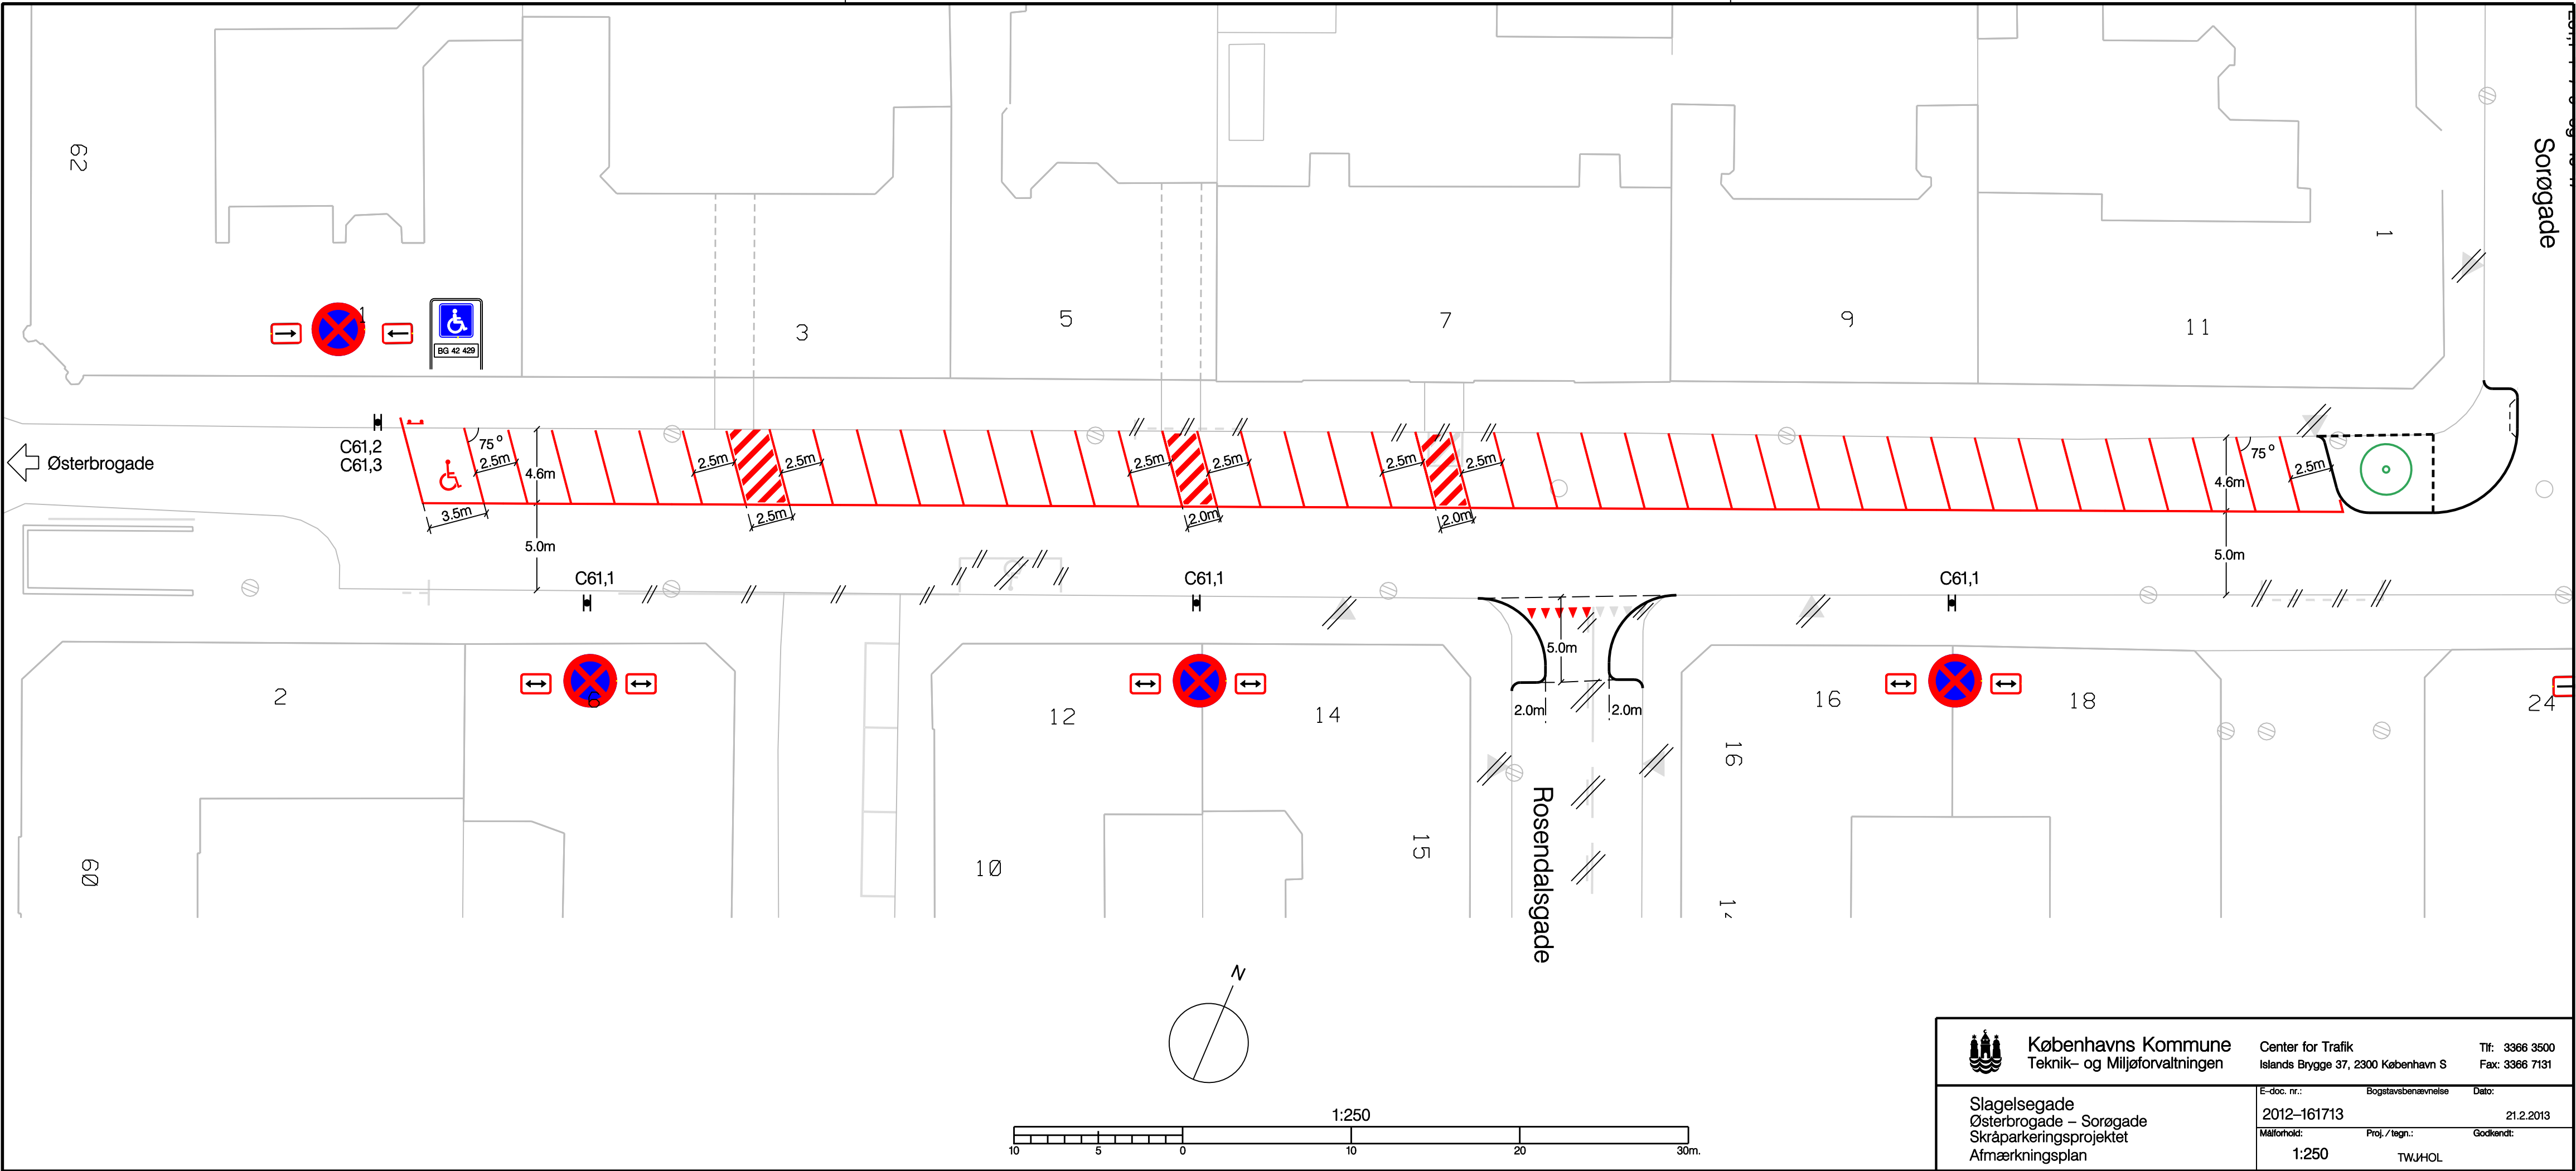 Sorøgade
62
1
1
BG 42 429
3
5
7
9
11
C61,2
C61,3
Østerbrogade
75°
2.5m
4.6m
3.5m
5.0m
2.5m
2.5m
2.5m
2.5m
2.5m
2.0m
2.5m
2.5m
2.0m
75°
2.5m
4.6m
5.0m
C61,1
C61,1
C61,1
5.0m
2.0m
2.0m
2
6
12
14
16
18
24
16
15
10
60
Rosendalsgade
N
1:250
10 5 0 10 20 30m.
Københavns Kommune
Teknik– og Miljøforvaltningen
Center for Trafik
Islands Brygge 37, 2300 København S
Tlf: 3366 3500
Fax: 3366 7131
Slagelsegade
Østerbrogade – Sorøgade
Skråparkeringsprojektet
Afmærkningsplan
E–doc. nr.:
2012–161713
Bogstavsbenævnelse
Dato:
21.2.2013
Målforhold:
1:250
Proj./tegn.:
TWJ/HOL
Godkendt: